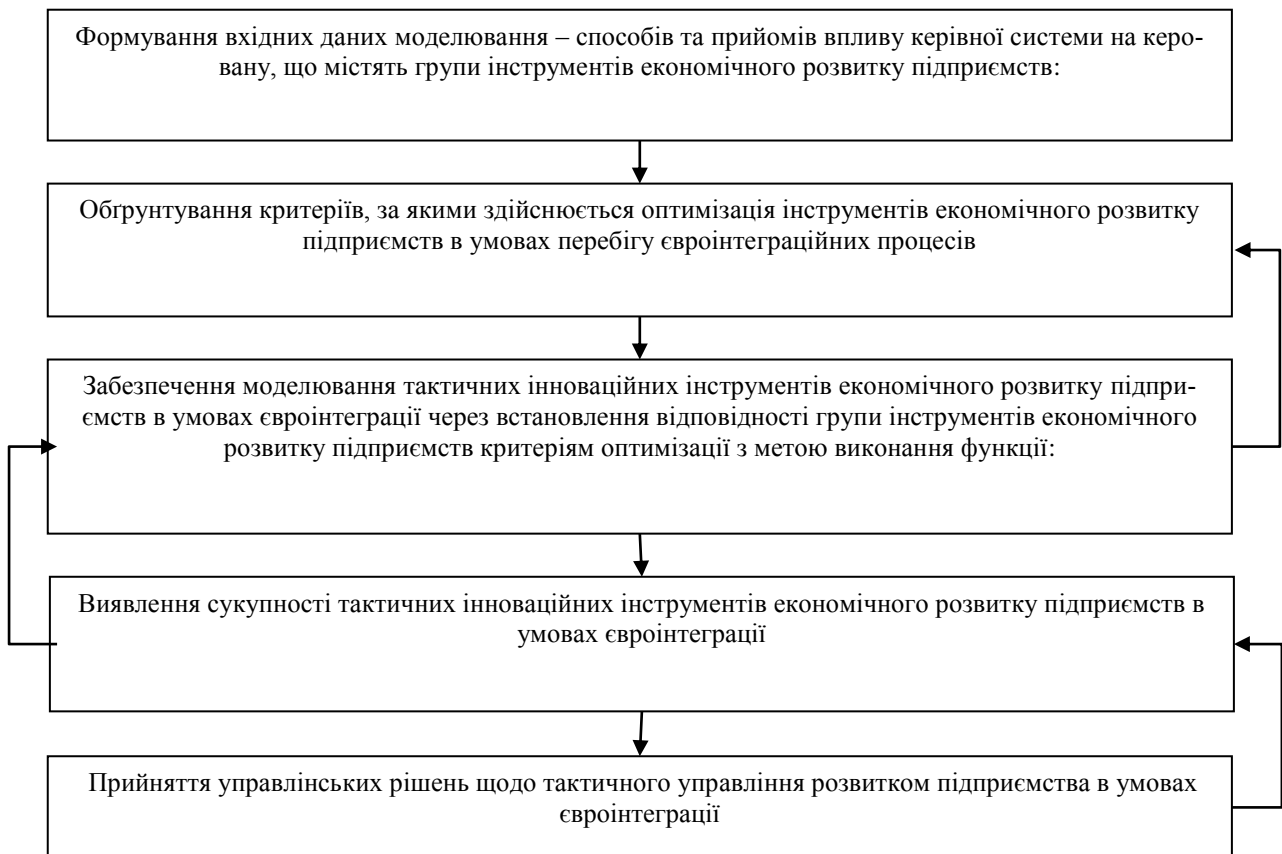 Формування вхідних даних моделювання – способів та прийомів впливу керівної системи на керо-
вану, що містять групи інструментів економічного розвитку підприємств:
Обґрунтування критеріїв, за якими здійснюється оптимізація інструментів економічного розвитку
підприємств в умовах перебігу євроінтеграційних процесів
Забезпечення моделювання тактичних інноваційних інструментів економічного розвитку підпри-
ємств в умовах євроінтеграції через встановлення відповідності групи інструментів економічного
розвитку підприємств критеріям оптимізації з метою виконання функції:
Виявлення сукупності тактичних інноваційних інструментів економічного розвитку підприємств в
умовах євроінтеграції
Прийняття управлінських рішень щодо тактичного управління розвитком підприємства в умовах
євроінтеграції